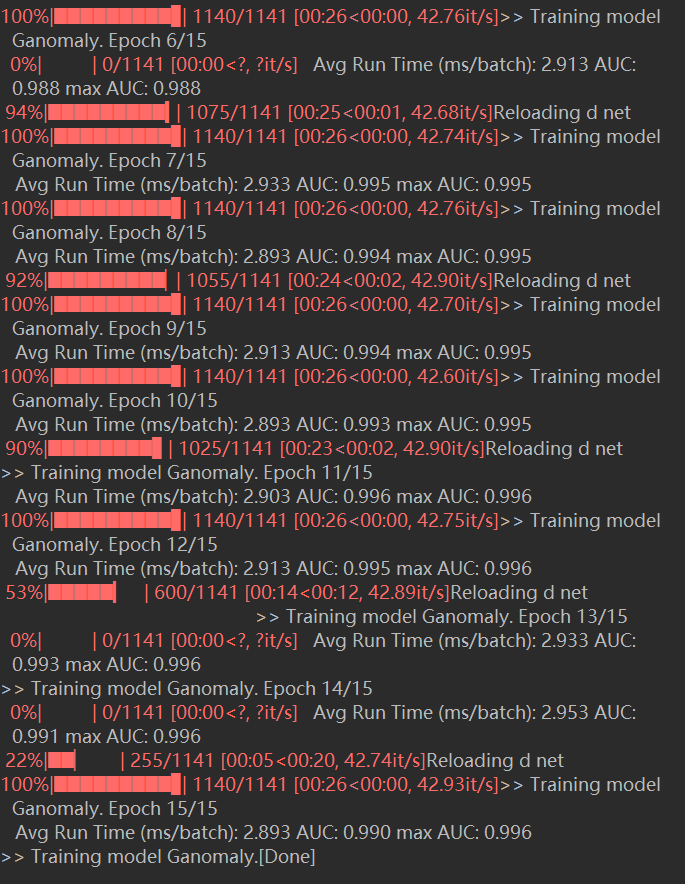 100%|██████████| 1140/1141 [00:26<00:00, 42.76it/s]>> Training model
Ganomaly. Epoch 6/15
0%| | 0/1141 [00:00<?, ?it/s] Avg Run Time (ms/batch): 2.913 AUC:
0.988 max AUC: 0.988
94%|█████████▍| 1075/1141 [00:25<00:01, 42.68it/s]Reloading d net
100%|██████████| 1140/1141 [00:26<00:00, 42.74it/s]>> Training model
Ganomaly. Epoch 7/15
Avg Run Time (ms/batch): 2.933 AUC: 0.995 max AUC: 0.995
100%|██████████| 1140/1141 [00:26<00:00, 42.76it/s]>> Training model
Ganomaly. Epoch 8/15
Avg Run Time (ms/batch): 2.893 AUC: 0.994 max AUC: 0.995
92%|█████████▏| 1055/1141 [00:24<00:02, 42.90it/s]Reloading d net
100%|██████████| 1140/1141 [00:26<00:00, 42.70it/s]>> Training model
Ganomaly. Epoch 9/15
Avg Run Time (ms/batch): 2.913 AUC: 0.994 max AUC: 0.995
100%|██████████| 1140/1141 [00:26<00:00, 42.60it/s]>> Training model
Ganomaly. Epoch 10/15
Avg Run Time (ms/batch): 2.893 AUC: 0.993 max AUC: 0.995
90%|████████▉ | 1025/1141 [00:23<00:02, 42.90it/s]Reloading d net
>> Training model Ganomaly. Epoch 11/15
Avg Run Time (ms/batch): 2.903 AUC: 0.996 max AUC: 0.996
100%|██████████| 1140/1141 [00:26<00:00, 42.75it/s]>> Training model
Ganomaly. Epoch 12/15
Avg Run Time (ms/batch): 2.913 AUC: 0.995 max AUC: 0.996
53%|█████▎ | 600/1141 [00:14<00:12, 42.89it/s]Reloading d net
>> Training model Ganomaly. Epoch 13/15
0%| | 0/1141 [00:00<?, ?it/s] Avg Run Time (ms/batch): 2.933 AUC:
0.993 max AUC: 0.996
>> Training model Ganomaly. Epoch 14/15
0%| | 0/1141 [00:00<?, ?it/s] Avg Run Time (ms/batch): 2.953 AUC:
0.991 max AUC: 0.996
22%|██▏ | 255/1141 [00:05<00:20, 42.74it/s]Reloading d net
100%|██████████| 1140/1141 [00:26<00:00, 42.93it/s]>> Training model
Ganomaly. Epoch 15/15
Avg Run Time (ms/batch): 2.893 AUC: 0.990 max AUC: 0.996
>> Training model Ganomaly.[Done]